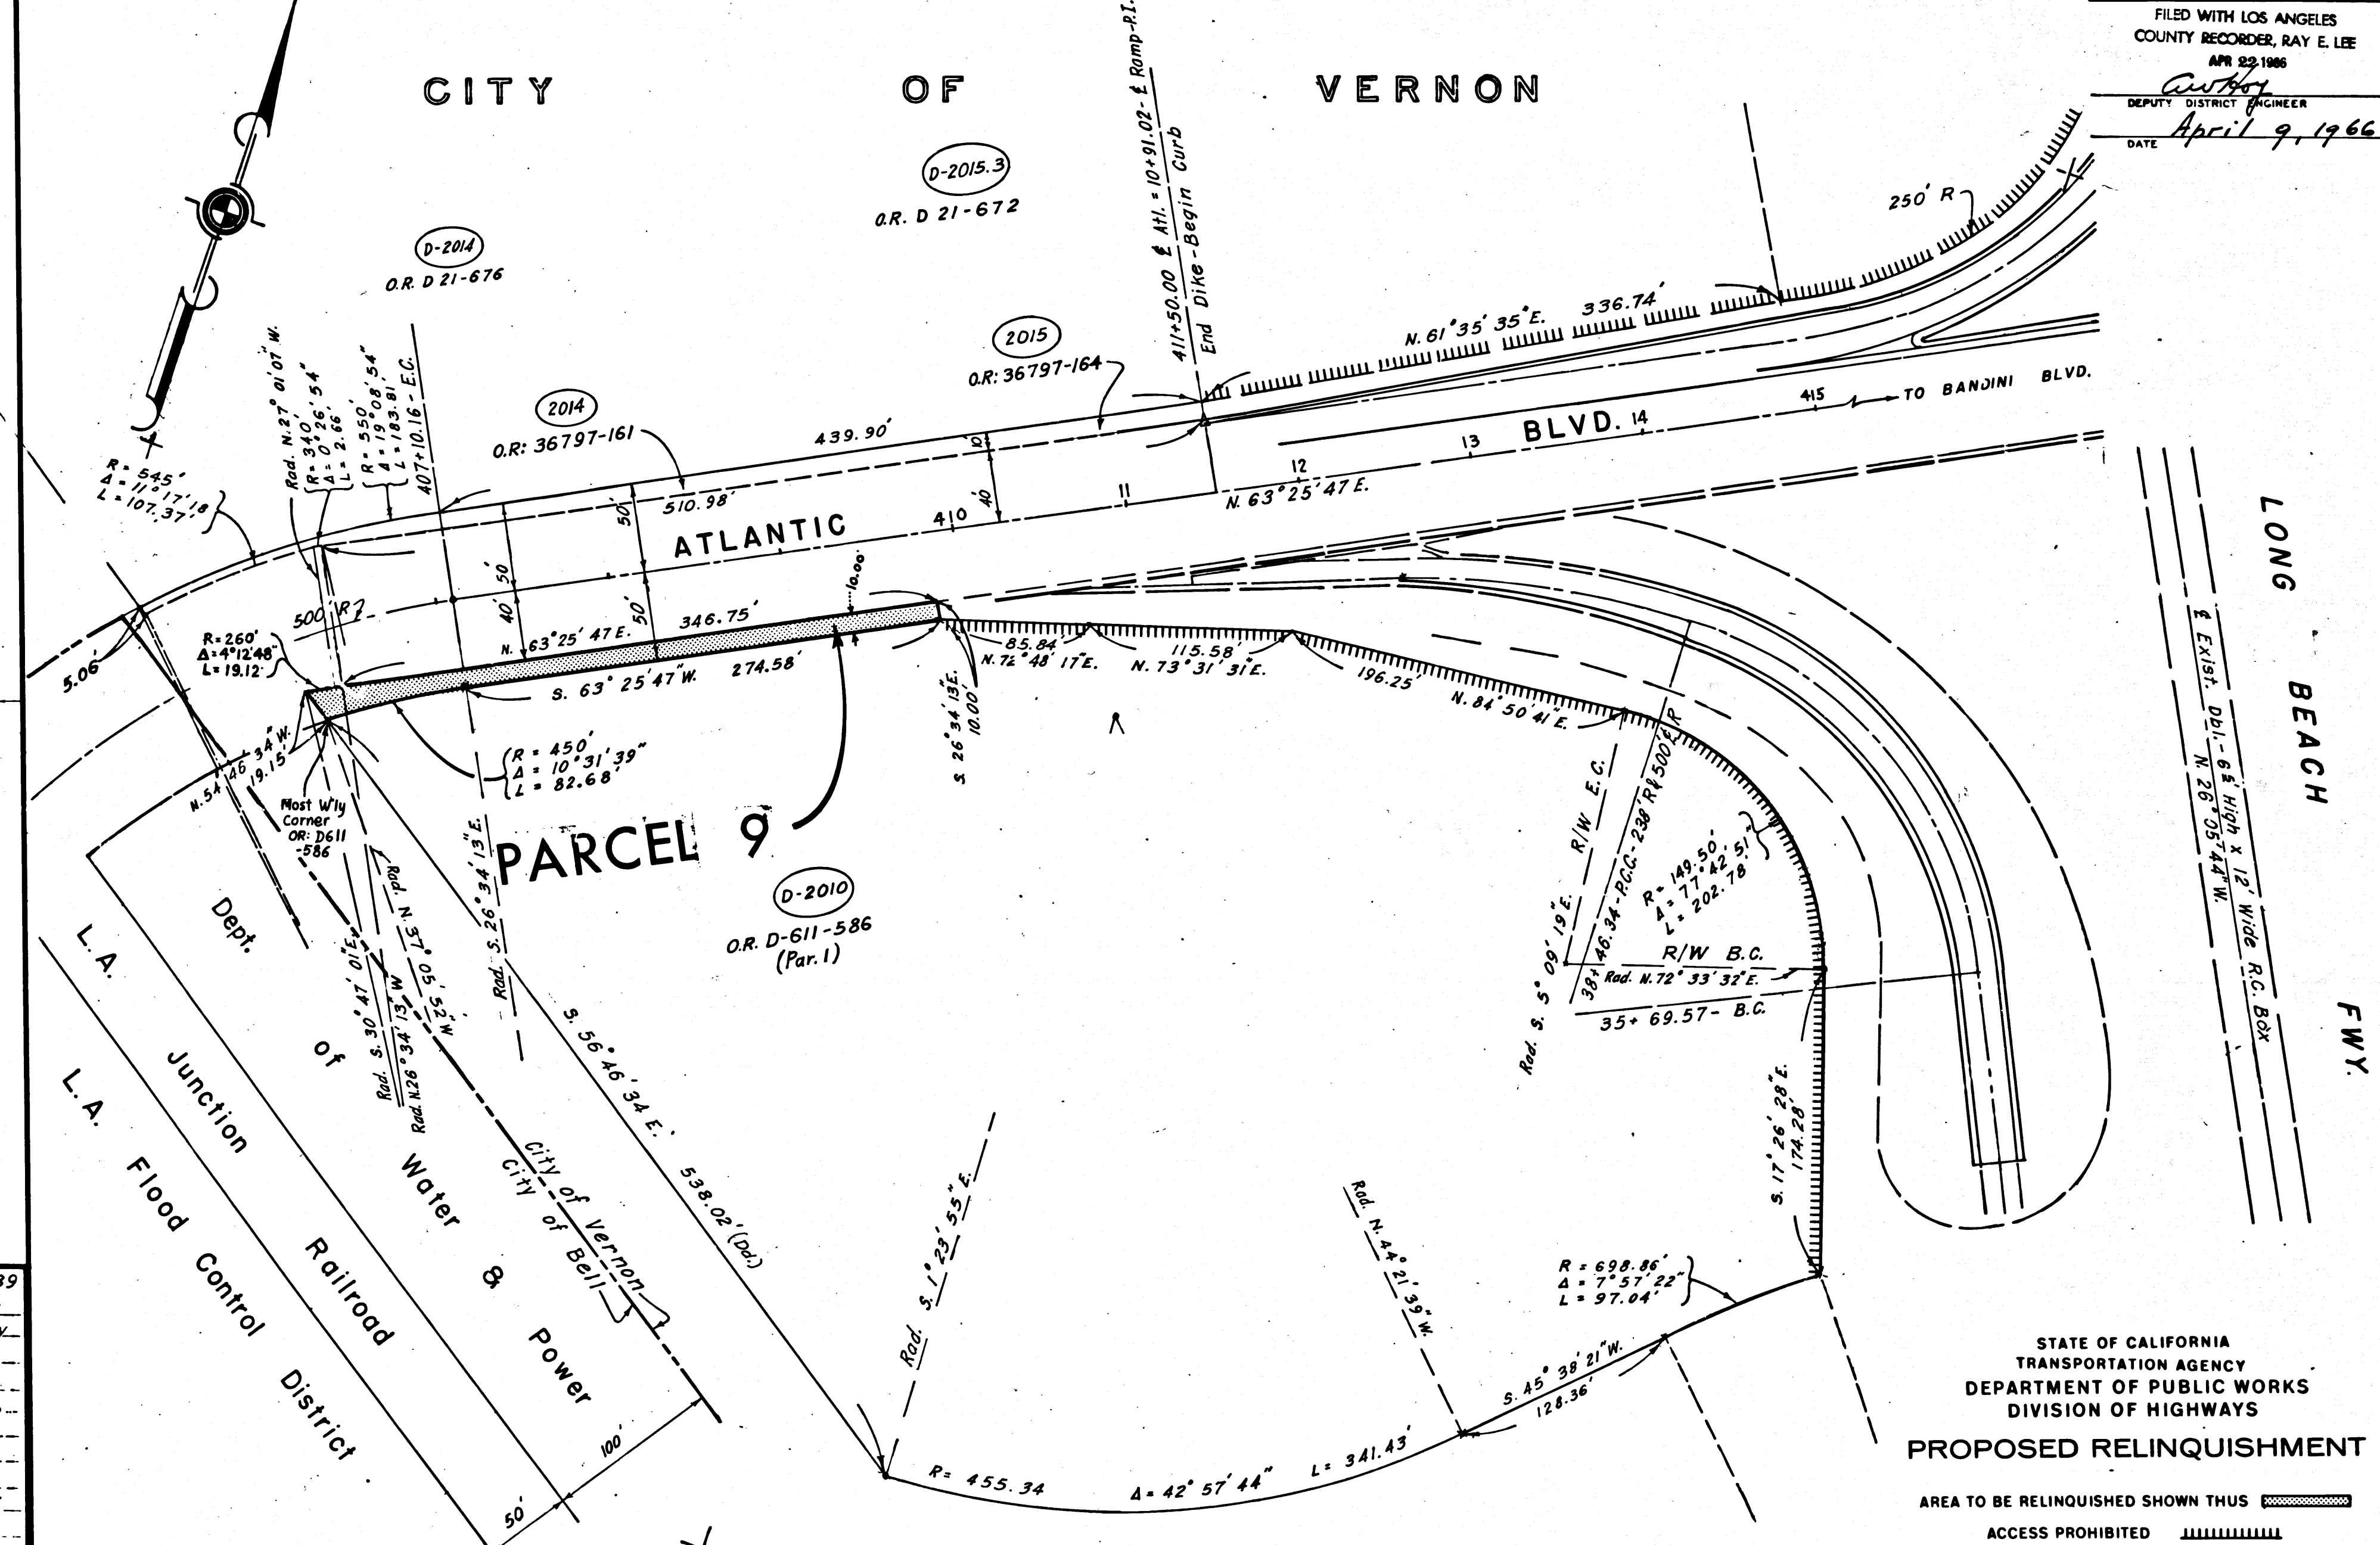 FILED WITH LOS ANGELES
COUNTY RECORDER, RAY E. LEE
APR 22 1966
DEPUTY DISTRICT ENGINEER
April 9, 1966
DATE
CITY OF VERNON
D-2015.3
O.R. D 21-672
D-2014
O.R. D 21-676
411+50.00 ℄ Atl. = 10+91.02- ℄ Ramp-P.I.
End Dike-Begin Curb
250' R
N. 61° 35' 35" E. 336.74'
2015
O.R: 36797-164
2014
O.R: 36797-161
439.90'
510.98'
Rad. N.27° 01' 07" W.
R = 340'
Δ = 0° 26' 54"
L = 2.66'
R = 550'
Δ = 19° 08' 54"
L = 183.81'
407+10.16 - E.C.
R = 545'
Δ = 11° 17' 18
L = 107.37'
ATLANTIC BLVD.
410
11
12
13
14
415
TO BANDINI BLVD.
N. 63° 25' 47 E.
10'
40'
50'
50'
50'
40'
10.00'
500' R
5.06'
R = 260'
Δ = 4° 12' 48"
L = 19.12'
N. 63° 25' 47 E. 346.75'
S. 63° 25' 47" W. 274.58'
S. 26° 34' 13" E.
10.00'
85.84'
N. 72° 48' 17" E.
115.58'
N. 73° 31' 31" E.
196.25'
N. 84° 50' 41" E.
N. 54° 46' 34" W.
19.15'
Most W'ly
Corner
OR: D611
-586
R = 450'
Δ = 10° 31' 39"
L = 82.68'
PARCEL 9
D-2010
O.R. D-611-586
(Par. 1)
Rad. S. 26° 34' 13" E.
Rad. N. 37° 05' 52" W
Rad. S. 30° 47' 01" E.
Rad. N.26° 34' 13" W
S. 56° 46' 34 E. 538.02' (Dd.)
L. A. Junction Railroad
L. A. Flood Control District
Dept. of Water & Power
City of Vernon
City of Bell
100'
50'
Rad. S. 1° 23' 55" E.
Rad. N. 44° 21' 39" W.
R = 455.34 Δ = 42° 57' 44" L = 341.43'
S. 45° 38' 21" W.
128.36'
R = 698.86'
Δ = 7° 57' 22"
L = 97.04'
S. 17° 26' 28" E.
174.28'
R/W E.C.
Rad. S. 5° 09' 19 E.
38+46.34-P.C.C.-238' R & 500' R
R = 149.50'
Δ = 77° 42' 51"
L = 202.78'
R/W B.C.
Rad. N. 72° 33' 32" E.
35+ 69.57- B.C.
LONG BEACH FWY.
℄ Exist. Dbl.- 6½' High x 12' Wide R.C. Box
N. 26° 05' 44" W.
39
STATE OF CALIFORNIA
TRANSPORTATION AGENCY
DEPARTMENT OF PUBLIC WORKS
DIVISION OF HIGHWAYS
PROPOSED RELINQUISHMENT
AREA TO BE RELINQUISHED SHOWN THUS
ACCESS PROHIBITED